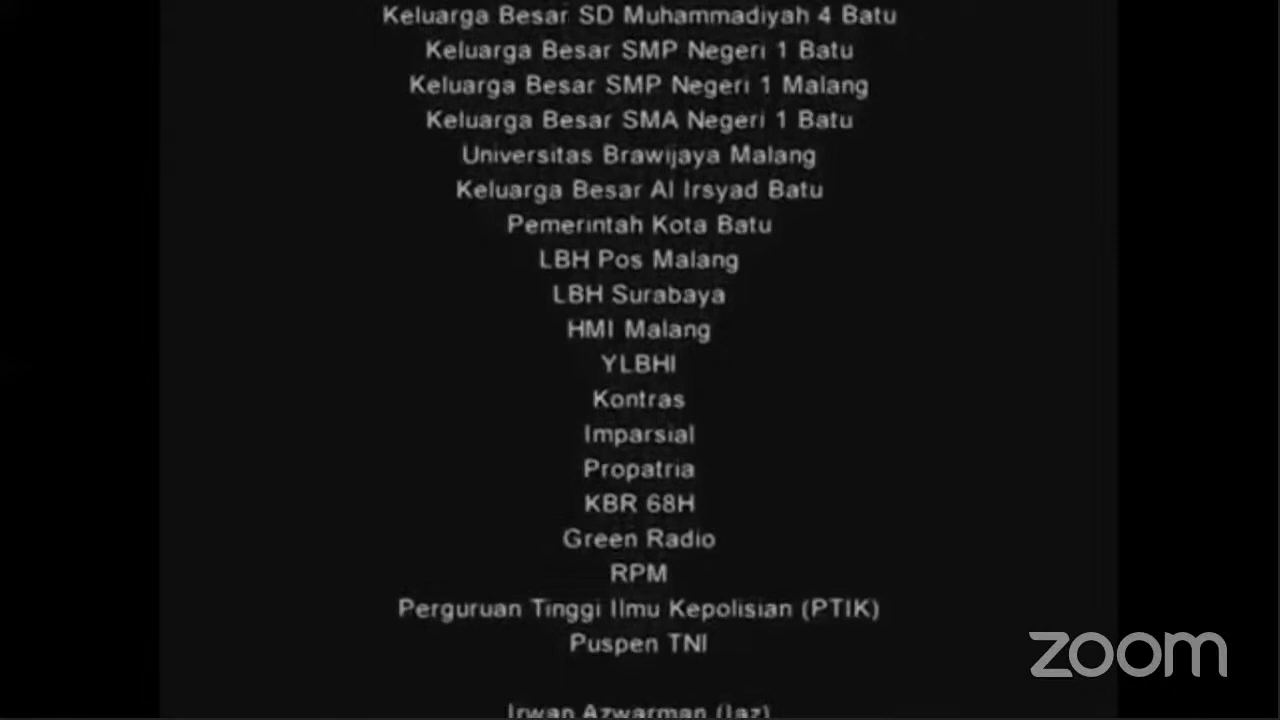 Keluarga Besar SD Muhammadiyah 4 Batu
Keluarga Besar SMP Negeri 1 Batu
Keluarga Besar SMP Negeri 1 Malang
Keluarga Besar SMA Negeri 1 Batu
Universitas Brawijaya Malang
Keluarga Besar Al Irsyad Batu
Pemerintah Kota Batu
LBH Pos Malang
LBH Surabaya
HMI Malang
YLBHI
Kontras
Imparsial
Propatria
KBR 68H
Green Radio
RPM
Perguruan Tinggi Ilmu Kepolisian (PTIK)
Puspen TNI
zoom
Irwan Azwarman (Iaz)